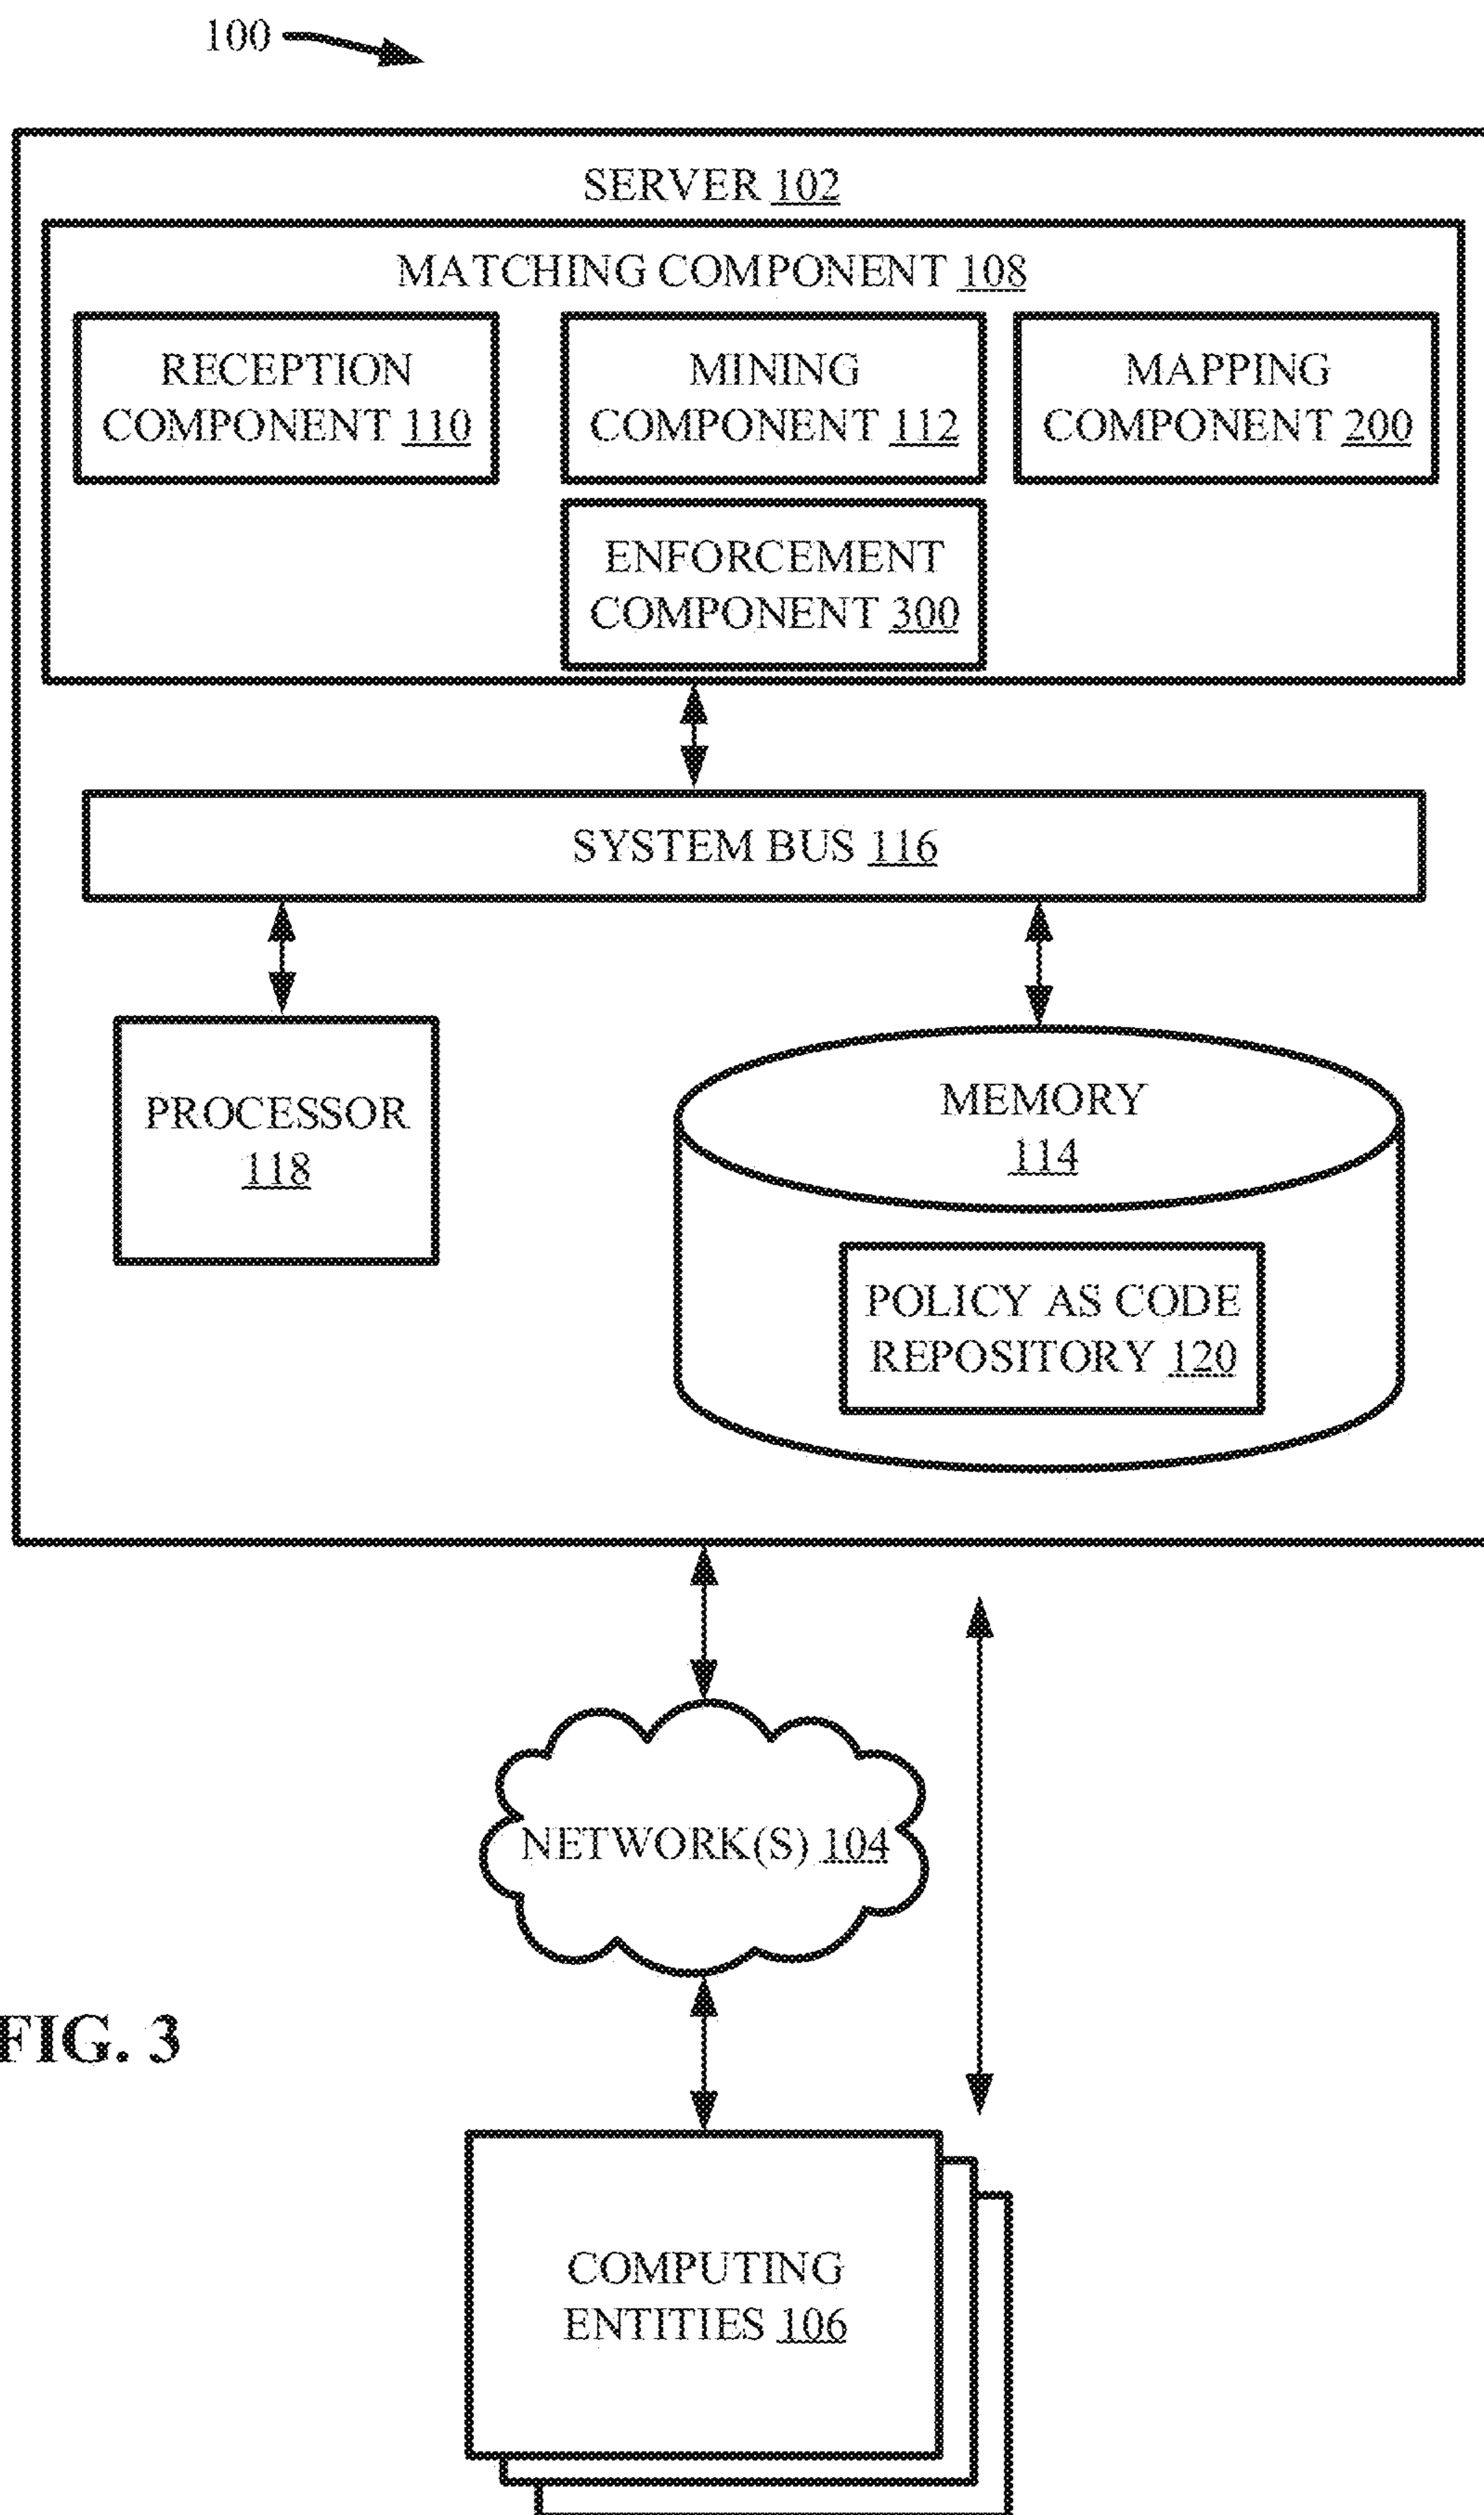 100
SERVER 102
MATCHING COMPONENT 108
RECEPTION
COMPONENT 110
MINING
COMPONENT 112
MAPPING
COMPONENT 200
ENFORCEMENT
COMPONENT 300
SYSTEM BUS 116
PROCESSOR
118
MEMORY
114
POLICY AS CODE
REPOSITORY 120
NETWORK(S) 104
FIG. 3
COMPUTING
ENTITIES 106